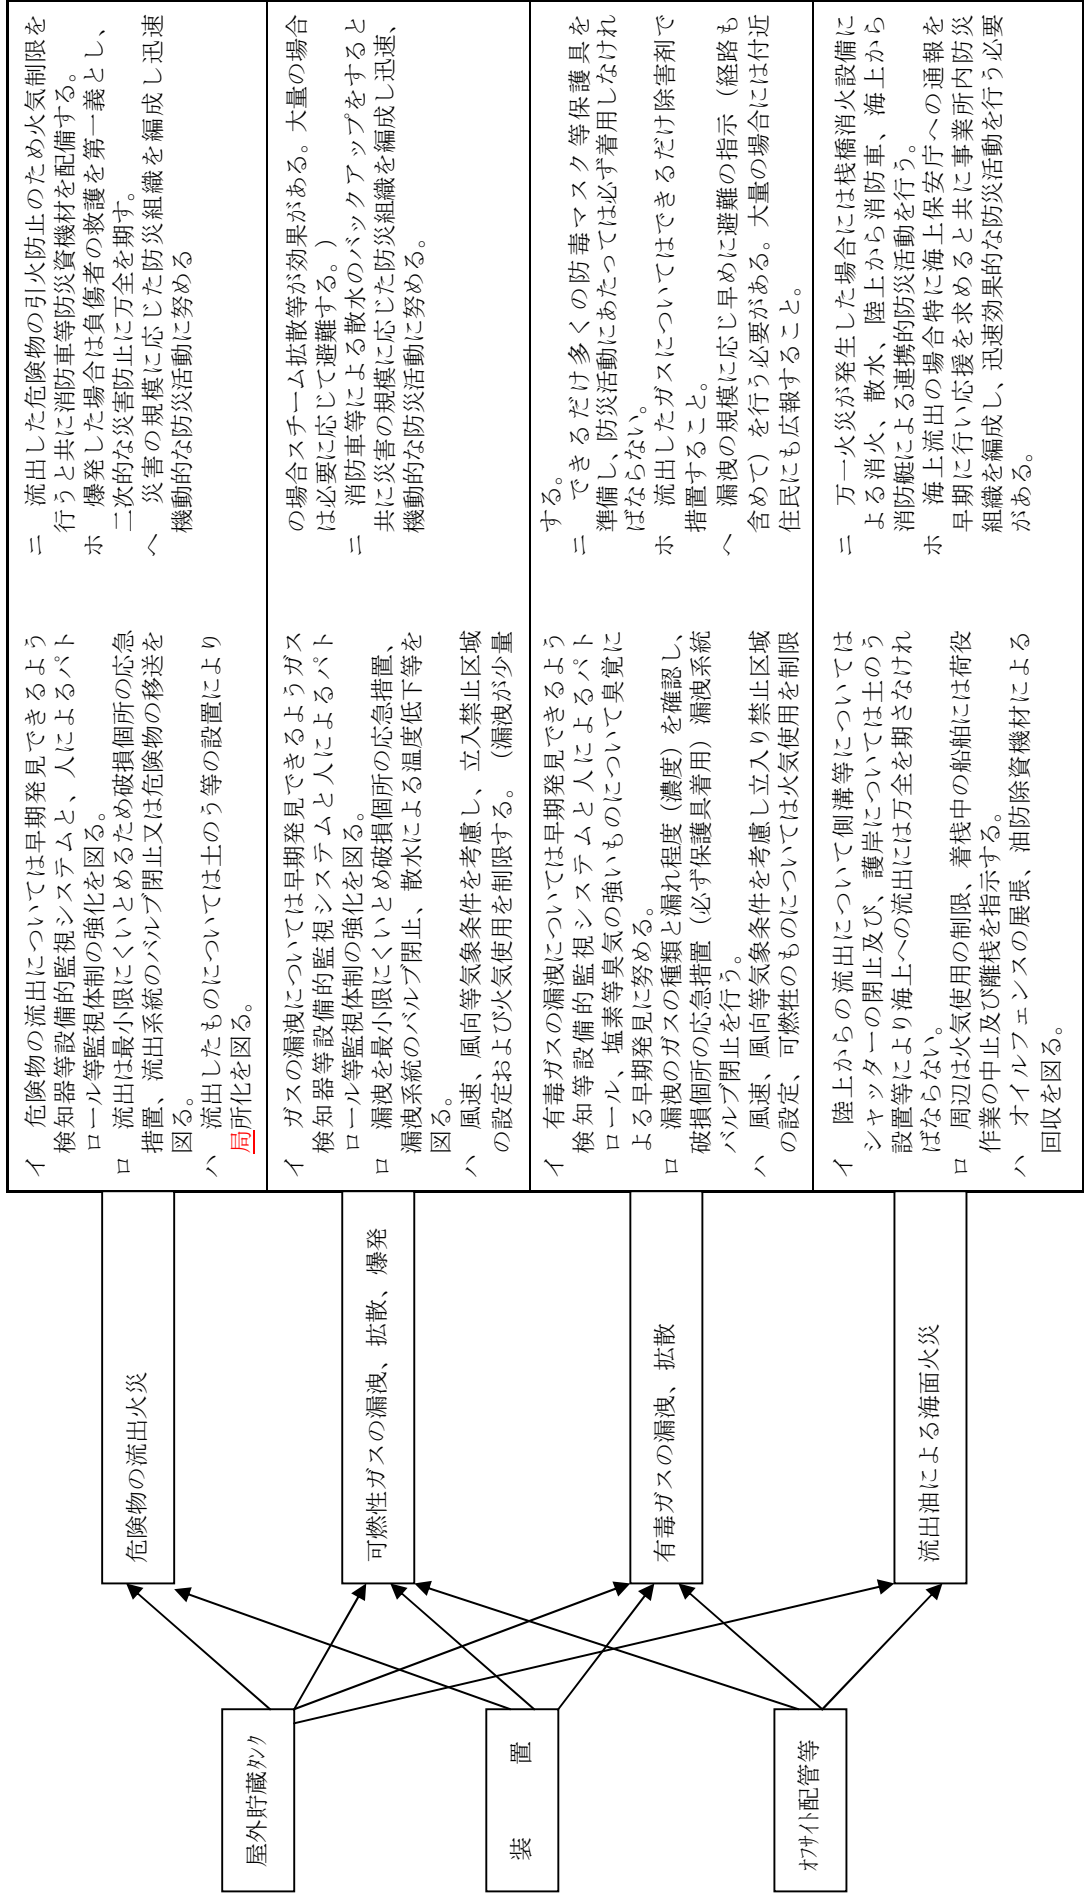 屋外貯蔵ﾀﾝｸ
装　　置
ｵﾌｻｲﾄ配管等
危険物の流出火災
可燃性ガスの漏洩、拡散、爆発
有毒ガスの漏洩、拡散
流出油による海面火災
イ　危険物の流出については早期発見できるよう
検知器等設備的監視システムと、人によるパト
ロール等監視体制の強化を図る。
ロ　流出は最小限にくいとめるため破損個所の応急
措置、流出系統のバルブ閉止又は危険物の移送を
図る。
ハ　流出したものについては土のう等の設置により
局所化を図る。
ニ　流出した危険物の引火防止のため火気制限を
行うと共に消防車等防災資機材を配備する。
ホ　爆発した場合は負傷者の救護を第一義とし、
二次的な災害防止に万全を期す。
ヘ　災害の規模に応じた防災組織を編成し迅速
機動的な防災活動に努める
イ　ガスの漏洩については早期発見できるようガス
検知器等設備的監視システムと人によるパト
ロール等監視体制の強化を図る。
ロ　漏洩を最小限にくいとめ破損個所の応急措置、
漏洩系統のバルブ閉止、散水による温度低下等を
図る。
ハ　風速、風向等気象条件を考慮し、立入禁止区域
の設定および火気使用を制限する。（漏洩が少量
の場合スチーム拡散等が効果がある。大量の場合
は必要に応じて避難する。）
ニ　消防車等による散水のバックアップをすると
共に災害の規模に応じた防災組織を編成し迅速、
機動的な防災活動に努める。
イ　有毒ガスの漏洩については早期発見できるよう
検知等設備的監視システムと人によるパト
ロール、塩素等臭気の強いものについて臭覚に
よる早期発見に努める。
ロ　漏洩のガスの種類と漏れ程度（濃度）を確認し、
破損個所の応急措置（必ず保護具着用）漏洩系統
バルブ閉止を行う。
ハ　風速、風向等気象条件を考慮し立入り禁止区域
の設定、可燃牲のものについては火気使用を制限
する。
ニ　できるだけ多くの防毒マスク等保護具を
準備し、防災活動にあたっては必ず着用しなけれ
ばならない。
ホ　流出したガスについてはできるだけ除害剤で
措置すること。
ヘ　漏洩の規模に応じ早めに避難の指示（経路も
含めて）を行う必要がある。大量の場合には付近
住民にも広報すること。
イ　陸上からの流出について側溝等については
シャッターの閉止及び、護岸については土のう
設置等により海上への流出には万全を期さなけれ
ばならない。
ロ　周辺は火気使用の制限、着桟中の船舶には荷役
作業の中止及び離桟を指示する。
ハ　オイルフェンスの展張、油防除資機材による
回収を図る。
ニ　万一火災が発生した場合には桟橋消火設備に
よる消火、散水、陸上から消防車、海上から
消防艇による連携的防災活動を行う。
ホ　海上流出の場合特に海上保安庁への通報を
早期に行い応援を求めると共に事業所内防災
組織を編成し、迅速効果的な防災活動を行う必要
がある。